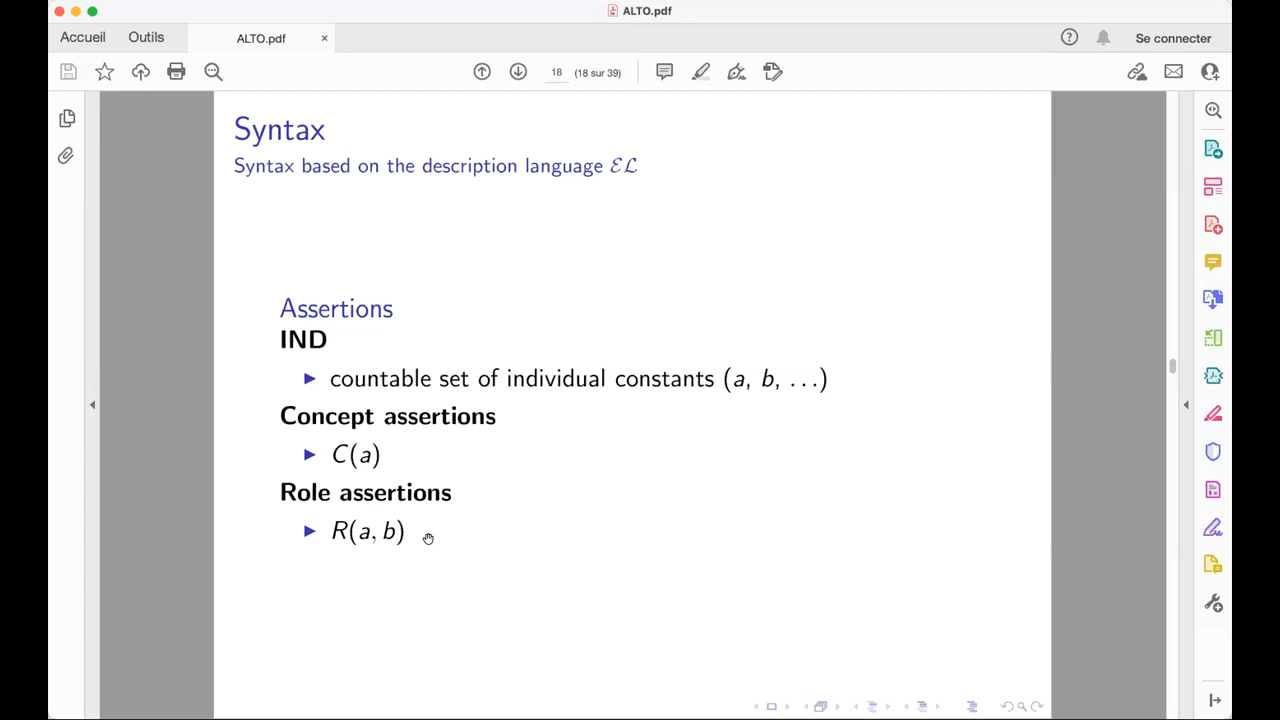 ALTO.pdf
Accueil Outils ALTO.pdf × Se connecter
18 (18 sur 39)
Syntax
Syntax based on the description language ℰℒ
Assertions
IND
▶ countable set of individual constants (a, b, ...)
Concept assertions
▶ C(a)
Role assertions
▶ R(a, b)